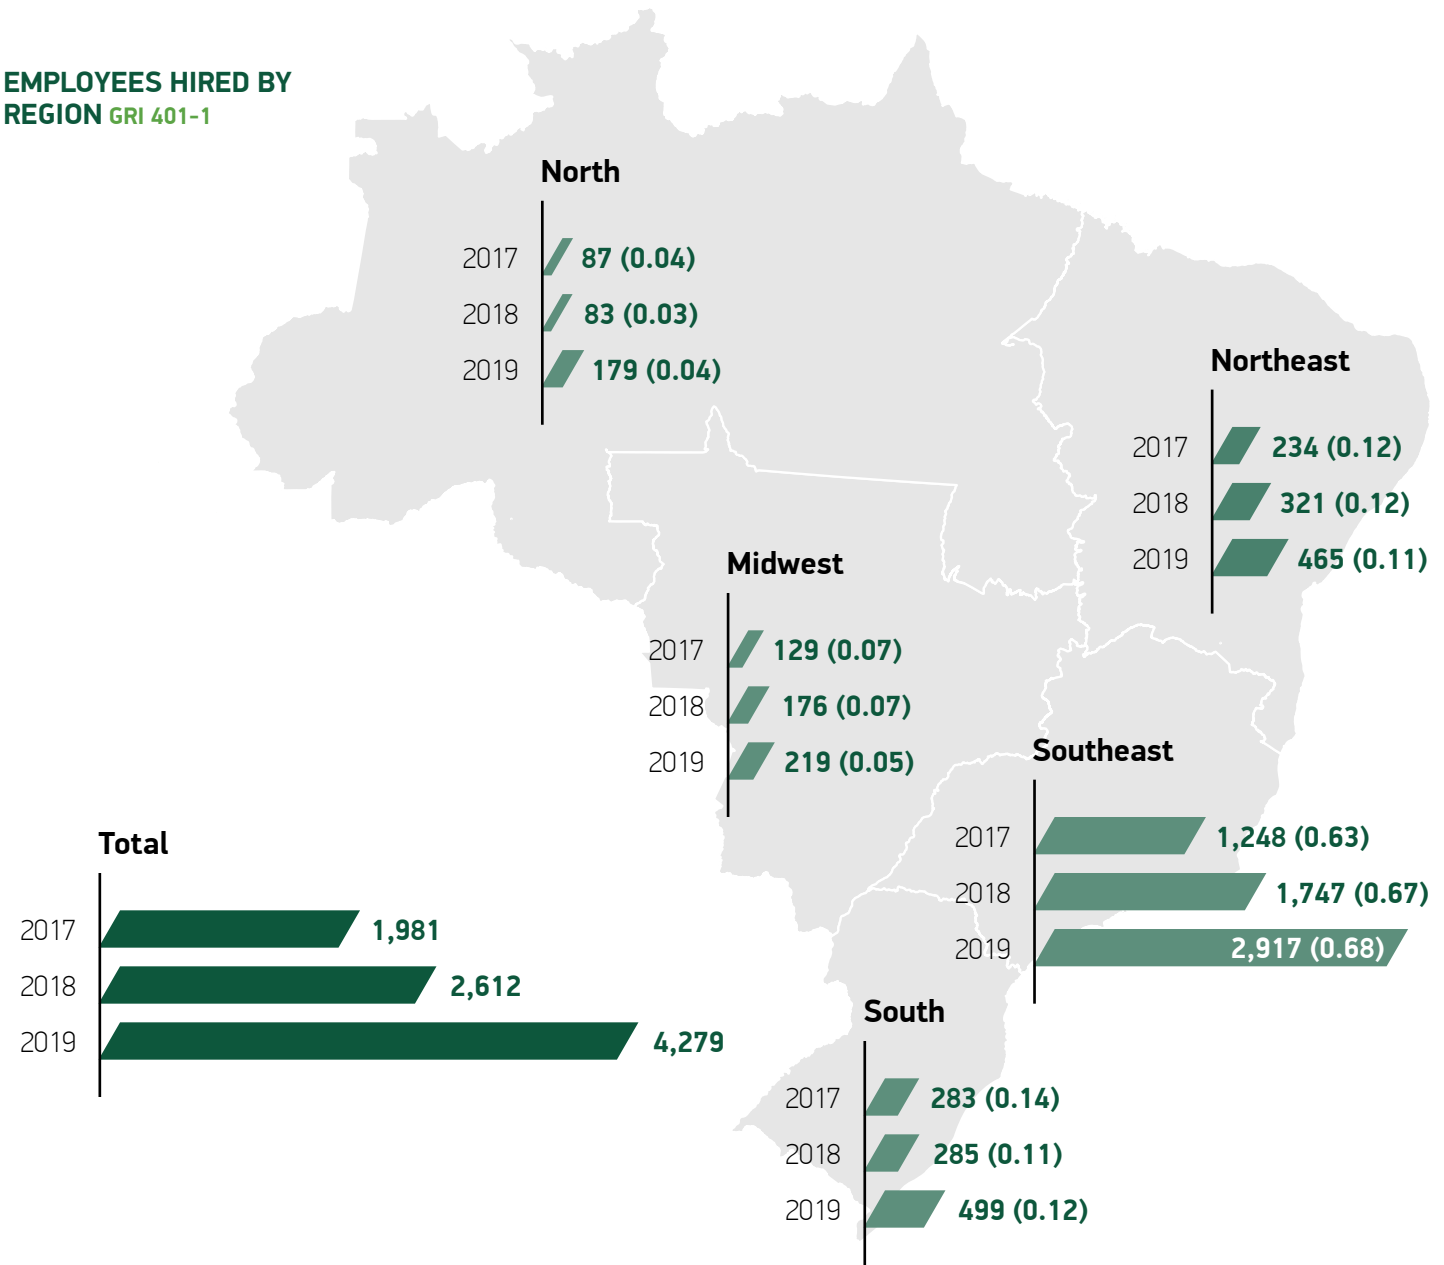 EMPLOYEES HIRED BY
REGION GRI 401-1
North
2017 87 (0.04)
2018 83 (0.03)
2019 179 (0.04)
Northeast
2017 234 (0.12)
2018 321 (0.12)
2019 465 (0.11)
Midwest
2017 129 (0.07)
2018 176 (0.07)
2019 219 (0.05)
Southeast
2017 1,248 (0.63)
2018 1,747 (0.67)
2019 2,917 (0.68)
Total
2017 1,981
2018 2,612
2019 4,279
South
2017 283 (0.14)
2018 285 (0.11)
2019 499 (0.12)